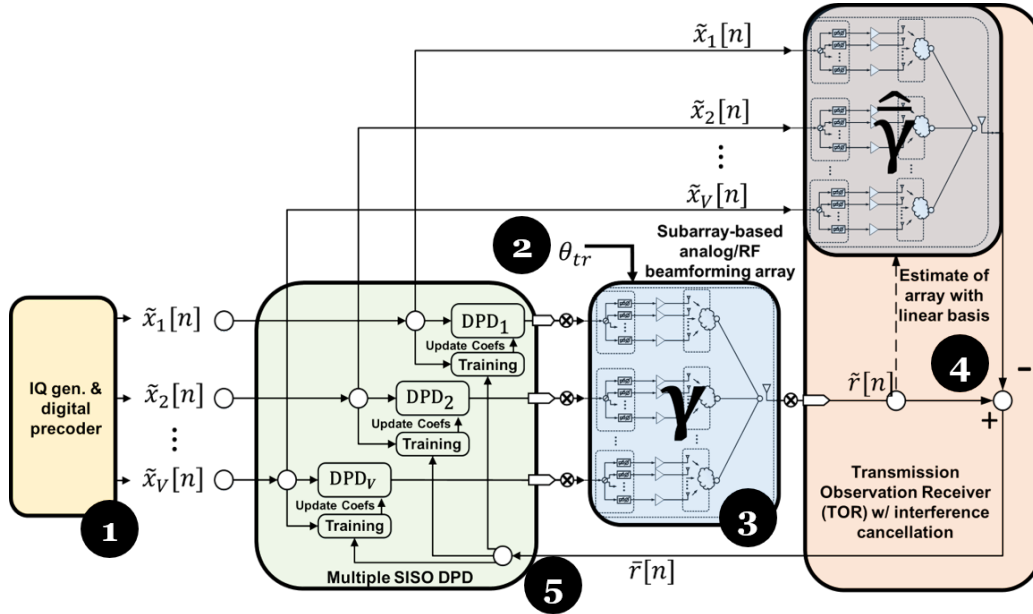 x̃₁[n]
x̃₂[n]
⋮
x̃_V[n]
γ̄̂
2
θ_tr
Subarray-based
analog/RF
beamforming array
Estimate of
array with
linear basis
IQ gen. &
digital
precoder
1
x̃₁[n]
x̃₂[n]
⋮
x̃_V[n]
DPD₁
Update Coefs
Training
DPD₂
Update Coefs
Training
DPD_V
Update Coefs
Training
Multiple SISO DPD
5
γ
3
r̃[n]
4
-
+
Transmission
Observation Receiver
(TOR) w/ interference
cancellation
r̄[n]